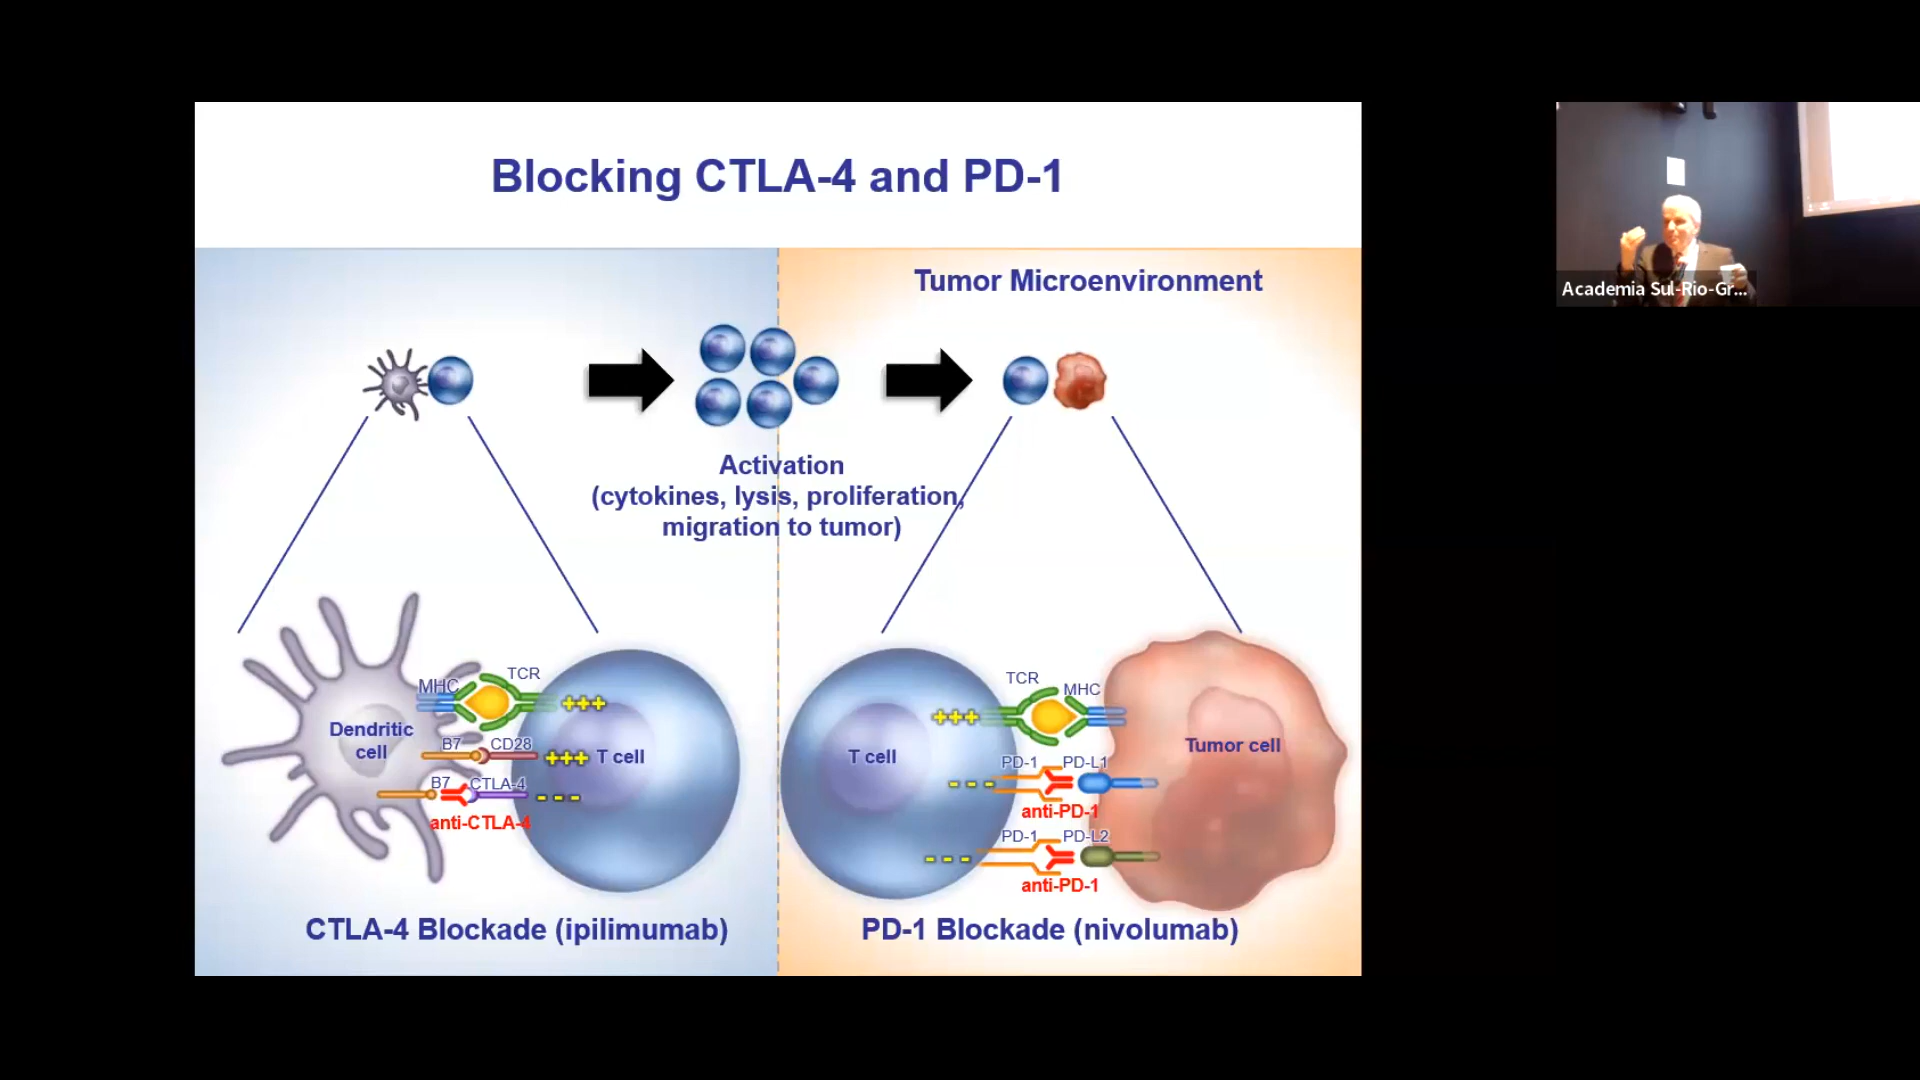 Blocking CTLA-4 and PD-1
Tumor Microenvironment
Activation
(cytokines, lysis, proliferation,
migration to tumor)
MHC
TCR
+++
Dendritic
cell
B7
CD28
+++
T cell
B7
CTLA-4
---
anti-CTLA-4
CTLA-4 Blockade (ipilimumab)
TCR
MHC
+++
T cell
Tumor cell
PD-1
PD-L1
---
anti-PD-1
PD-1
PD-L2
---
anti-PD-1
PD-1 Blockade (nivolumab)
Academia Sul-Rio-Gr...